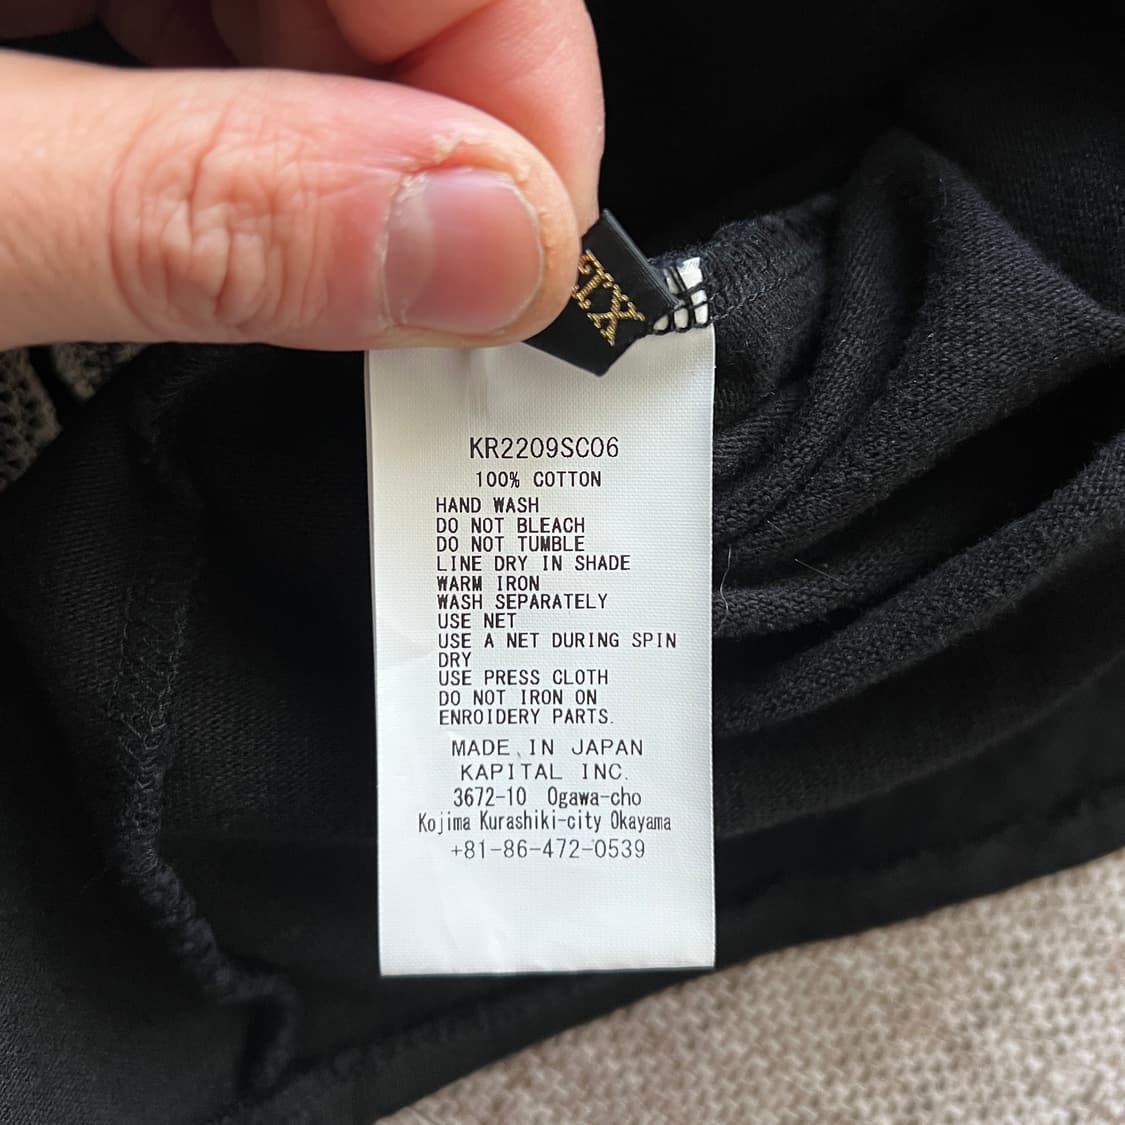 KR2209SC06
100% COTTON
HAND WASH
DO NOT BLEACH
DO NOT TUMBLE
LINE DRY IN SHADE
WARM IRON
WASH SEPARATELY
USE NET
USE A NET DURING SPIN
DRY
USE PRESS CLOTH
DO NOT IRON ON
ENROIDERY PARTS.
MADE IN JAPAN
KAPITAL INC.
3672-10 Ogawa-cho
Kojima Kurashiki-city Okayama
+81-86-472-0539